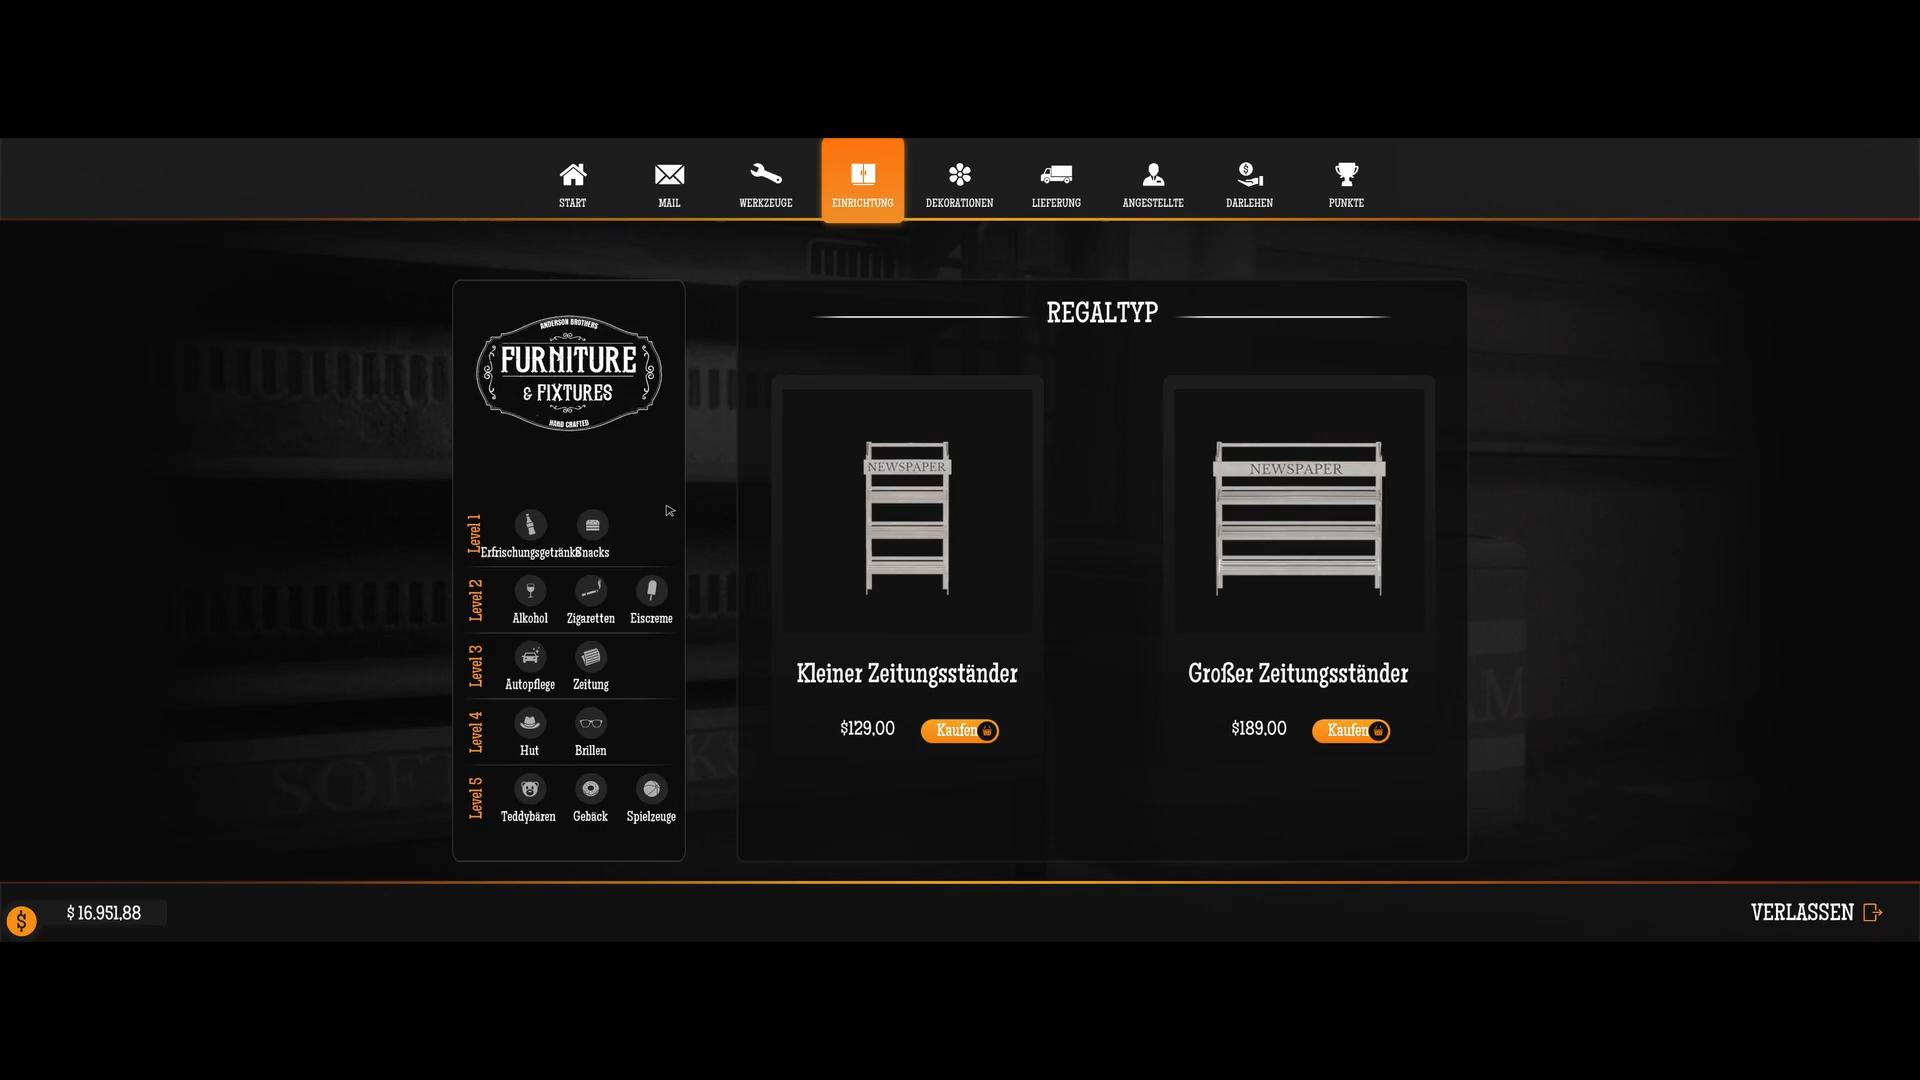 START
MAIL
WERKZEUGE
EINRICHTUNG
DEKORATIONEN
LIEFERUNG
ANGESTELLTE
DARLEHEN
PUNKTE
ANDERSON BROTHERS
FURNITURE
& FIXTURES
HAND CRAFTED
REGALTYP
NEWSPAPER
NEWSPAPER
Level 1
Erfrischungsgetränke
Snacks
Level 2
Alkohol
Zigaretten
Eiscreme
Level 3
Autopflege
Zeitung
Level 4
Hut
Brillen
Level 5
Teddybären
Gebäck
Spielzeuge
Kleiner Zeitungsständer
$129,00
Kaufen
Großer Zeitungsständer
$189,00
Kaufen
$ 16.951,88
VERLASSEN